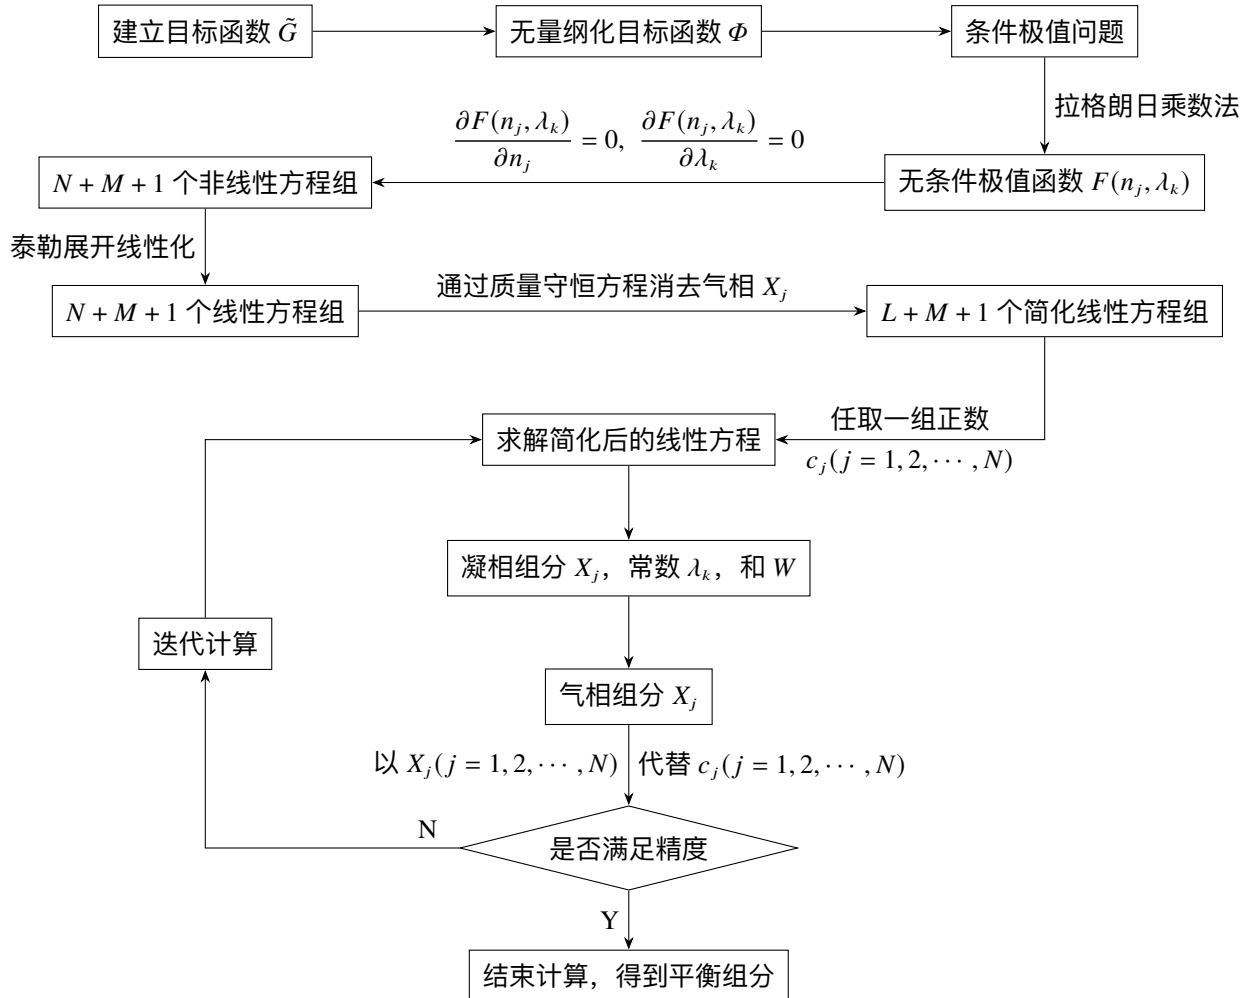 建立目标函数 G̃
无量纲化目标函数 Φ
条件极值问题
拉格朗日乘数法
∂F(n_j, λ_k)/∂n_j = 0, ∂F(n_j, λ_k)/∂λ_k = 0
无条件极值函数 F(n_j, λ_k)
N + M + 1 个非线性方程组
泰勒展开线性化
N + M + 1 个线性方程组
通过质量守恒方程消去气相 X_j
L + M + 1 个简化线性方程组
任取一组正数
c_j(j = 1, 2, ⋯ , N)
求解简化后的线性方程
凝相组分 X_j，常数 λ_k，和 W
迭代计算
气相组分 X_j
以 X_j(j = 1, 2, ⋯ , N) 代替 c_j(j = 1, 2, ⋯ , N)
N
是否满足精度
Y
结束计算，得到平衡组分